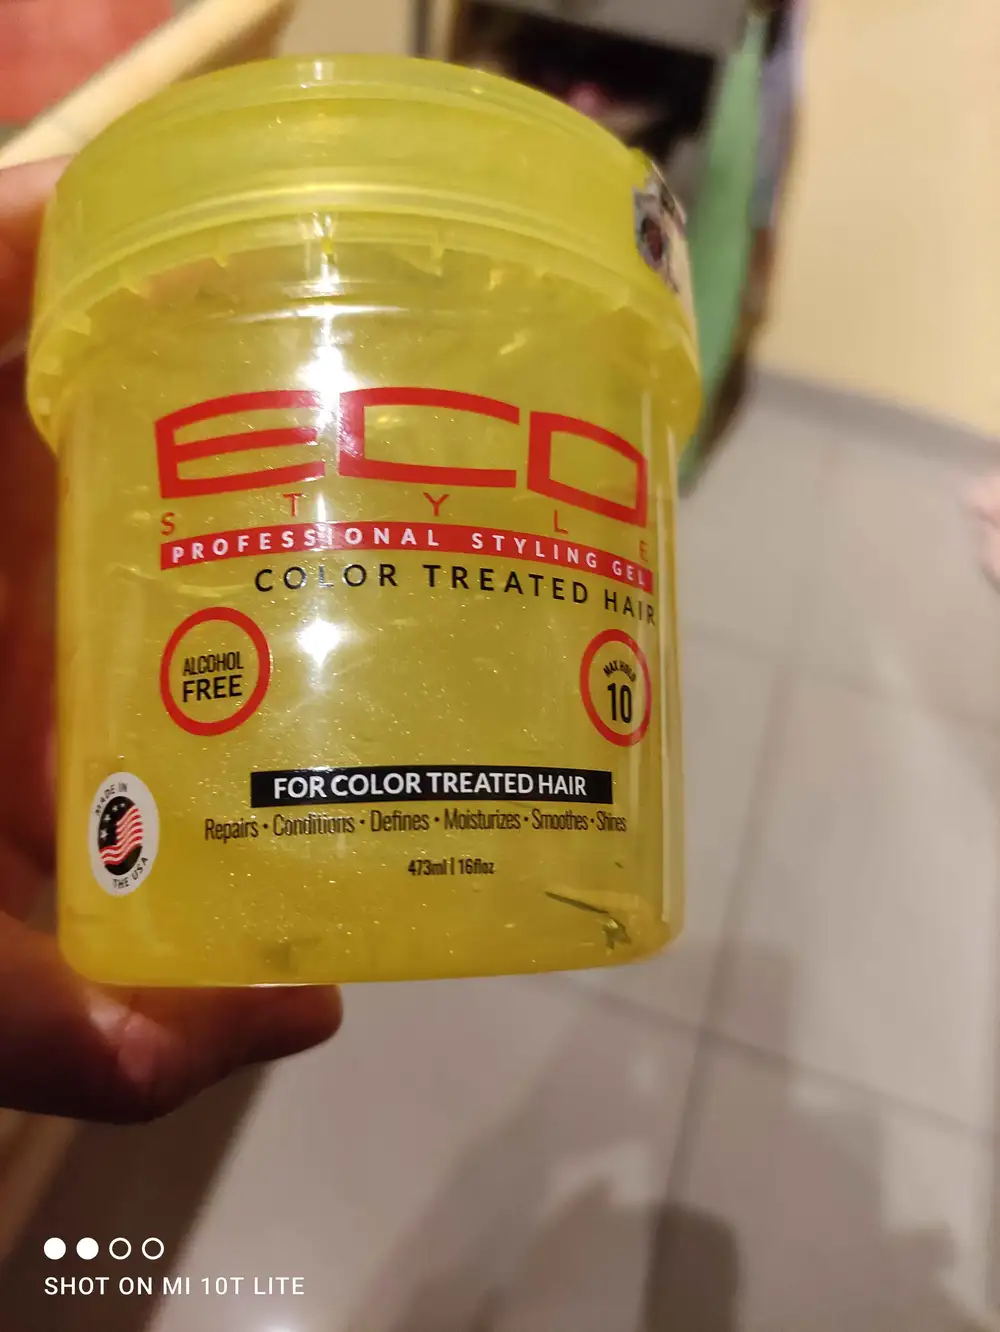 ECO
STYLE
PROFESSIONAL STYLING GEL
COLOR TREATED HAIR
ALCOHOL
FREE
MAX HOLD
10
FOR COLOR TREATED HAIR
Repairs • Conditions • Defines • Moisturizes • Smoothes • Shines
473ml | 16floz
MADE IN
THE USA
SHOT ON MI 10T LITE